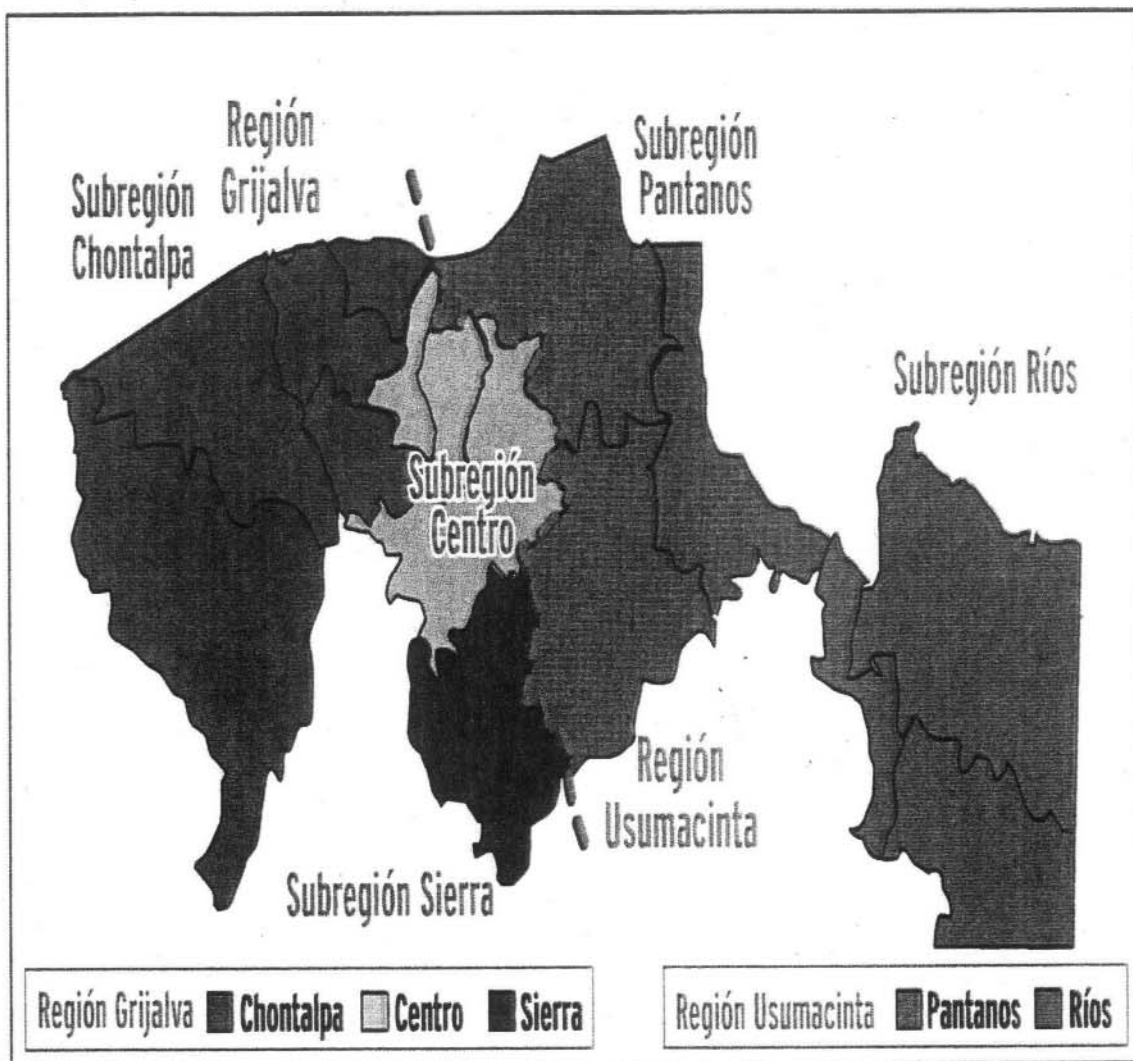 Región
Grijalva
Subregión
Chontalpa
Subregión
Pantanos
Subregión Ríos
Subregión
Centro
Región
Usumacinta
Subregión Sierra
Región Grijalva Chontalpa Centro Sierra
Región Usumacinta Pantanos Ríos